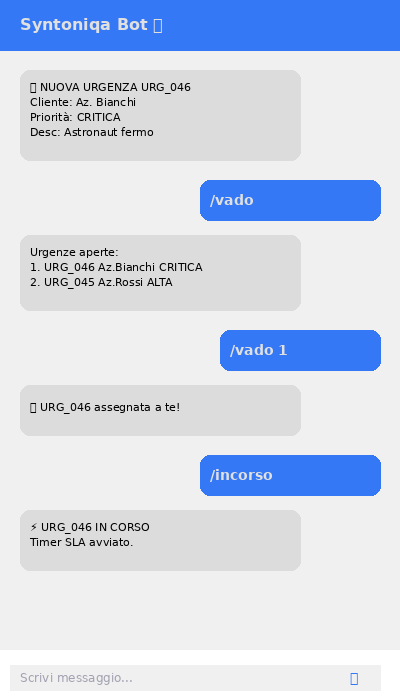 Syntoniqa Bot
NUOVA URGENZA URG_046
Cliente: Az. Bianchi
Priorità: CRITICA
Desc: Astronaut fermo
/vado
Urgenze aperte:
1. URG_046 Az.Bianchi CRITICA
2. URG_045 Az.Rossi ALTA
/vado 1
URG_046 assegnata a te!
/incorso
⚡ URG_046 IN CORSO
Timer SLA avviato.
Scrivi messaggio...